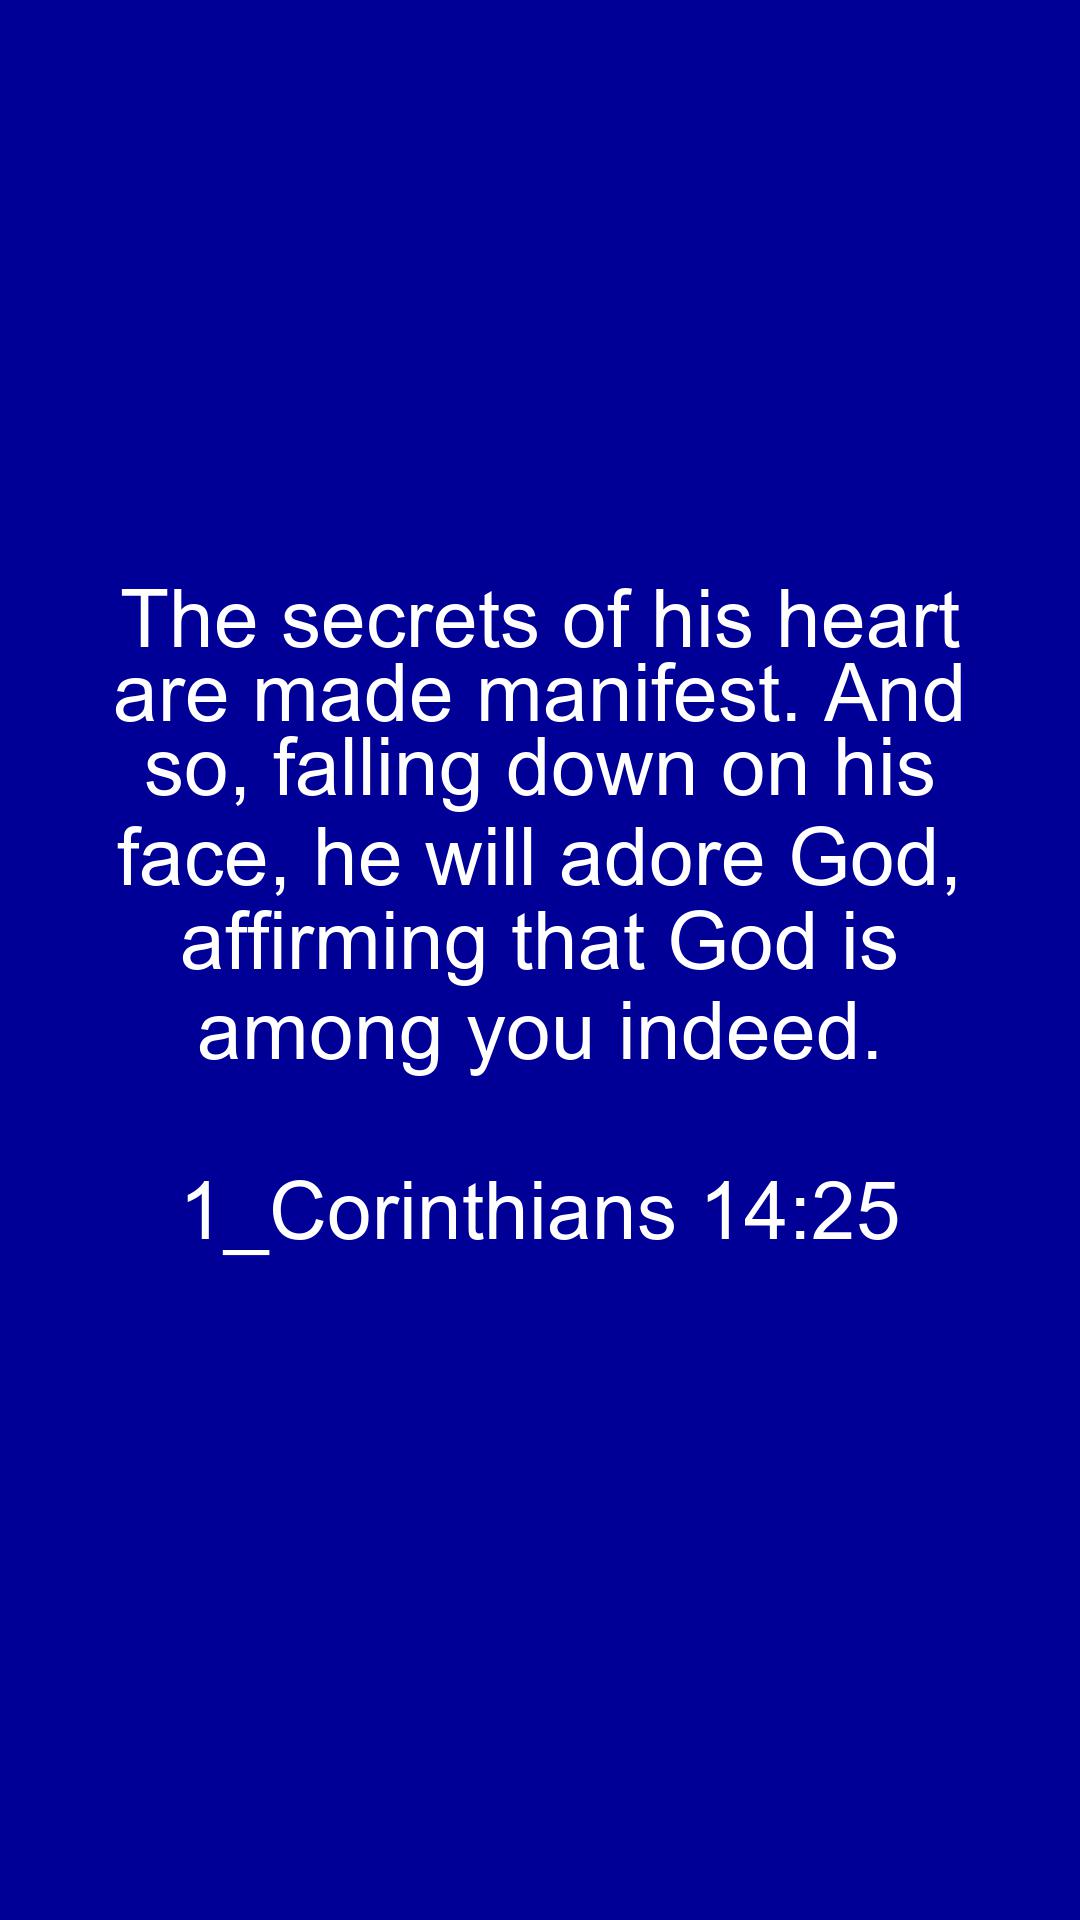 The secrets of his heart
are made manifest. And
so, falling down on his
face, he will adore God,
affirming that God is
among you indeed.
1_Corinthians 14:25